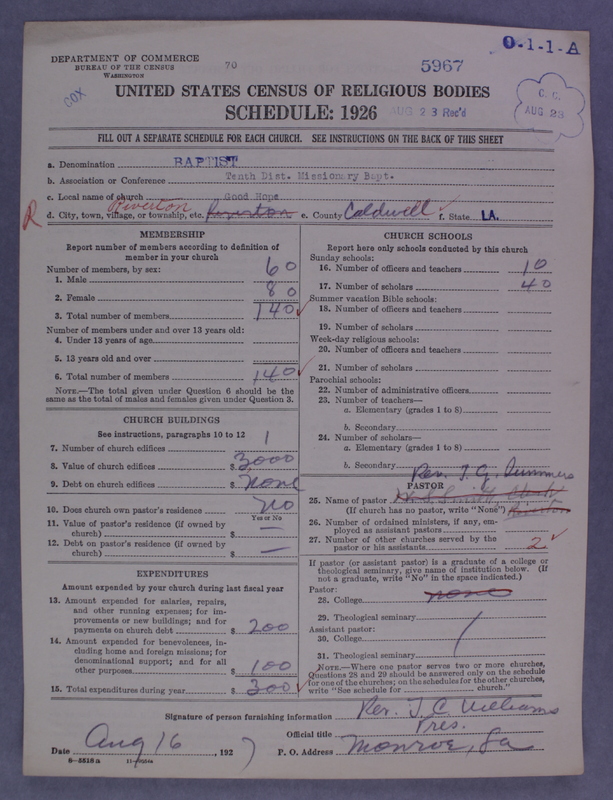 O-1-1-A
DEPARTMENT OF COMMERCE
BUREAU OF THE CENSUS
WASHINGTON
70
5967
COX
UNITED STATES CENSUS OF RELIGIOUS BODIES
SCHEDULE: 1926
AUG 23 Rec'd
C. C.
AUG 23
FILL OUT A SEPARATE SCHEDULE FOR EACH CHURCH. SEE INSTRUCTIONS ON THE BACK OF THIS SHEET
a. Denomination BAPTIST
b. Association or Conference Tenth Dist. Missionary Bapt.
c. Local name of church Good Hope
Riverton
R d. City, town, village, or township, etc. Riverton e. County Caldwell f. State LA.
MEMBERSHIP
Report number of members according to definition of
member in your church
Number of members, by sex:
1. Male 60
2. Female 80
3. Total number of members 140
Number of members under and over 13 years old:
4. Under 13 years of age
5. 13 years old and over
6. Total number of members 140
NOTE.—The total given under Question 6 should be the
same as the total of males and females given under Question 3.
CHURCH BUILDINGS
See instructions, paragraphs 10 to 12
7. Number of church edifices 1
8. Value of church edifices $ 3000
9. Debt on church edifices $ None
10. Does church own pastor's residence NO
Yes or No
11. Value of pastor's residence (if owned by
church) $ —
12. Debt on pastor's residence (if owned by
church) $ —
EXPENDITURES
Amount expended by your church during last fiscal year
13. Amount expended for salaries, repairs,
and other running expenses; for im-
provements or new buildings; and for
payments on church debt $ 200
14. Amount expended for benevolences, in-
cluding home and foreign missions; for
denominational support; and for all
other purposes $ 100
15. Total expenditures during year $ 300
CHURCH SCHOOLS
Report here only schools conducted by this church
Sunday schools:
16. Number of officers and teachers 10
17. Number of scholars 40
Summer vacation Bible schools:
18. Number of officers and teachers
19. Number of scholars
Week-day religious schools:
20. Number of officers and teachers
21. Number of scholars
Parochial schools:
22. Number of administrative officers
23. Number of teachers—
a. Elementary (grades 1 to 8)
b. Secondary
24. Number of scholars—
a. Elementary (grades 1 to 8)
b. Secondary
Rev.
PASTOR
25. Name of pastor
(If church has no pastor, write "None") Riverton
26. Number of ordained ministers, if any, em-
ployed as assistant pastors
27. Number of other churches served by the
pastor or his assistants 2
If pastor (or assistant pastor) is a graduate of a college or
theological seminary, give name of institution below. (If
not a graduate, write "No" in the space indicated.)
Pastor:
28. College none
29. Theological seminary
Assistant pastor:
30. College
31. Theological seminary
NOTE.—Where one pastor serves two or more churches,
Questions 28 and 29 should be answered only on the schedule
for one of the churches; on the schedules for the other churches,
write "See schedule for church."
Signature of person furnishing information Rev. J. C. Williams
Official title Pres.
Date Aug 16, 1927 P. O. Address Monroe, La
8-5518a